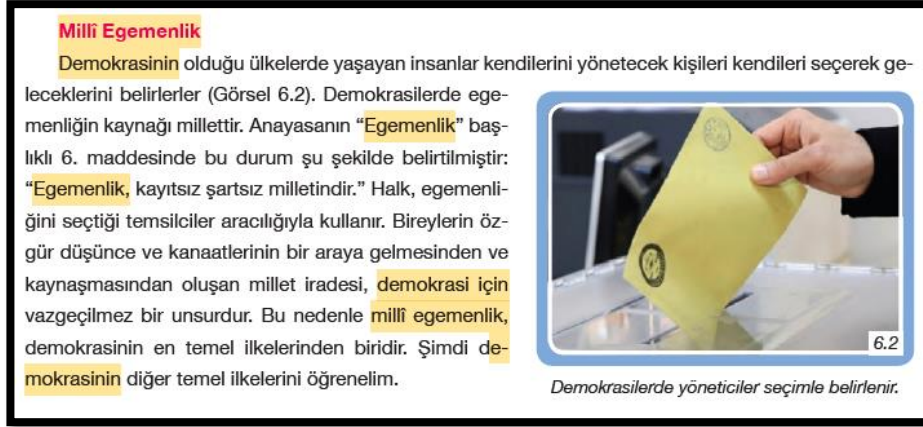 Millî Egemenlik
Demokrasinin olduğu ülkelerde yaşayan insanlar kendilerini yönetecek kişileri kendileri seçerek ge-
leceklerini belirlerler (Görsel 6.2). Demokrasilerde ege-
menliğin kaynağı millettir. Anayasanın “Egemenlik” baş-
lıklı 6. maddesinde bu durum şu şekilde belirtilmiştir:
“Egemenlik, kayıtsız şartsız milletindir.” Halk, egemenli-
ğini seçtiği temsilciler aracılığıyla kullanır. Bireylerin öz-
gür düşünce ve kanaatlerinin bir araya gelmesinden ve
kaynaşmasından oluşan millet iradesi, demokrasi için
vazgeçilmez bir unsurdur. Bu nedenle millî egemenlik,
demokrasinin en temel ilkelerinden biridir. Şimdi de-
mokrasinin diğer temel ilkelerini öğrenelim.
6.2
Demokrasilerde yöneticiler seçimle belirlenir.